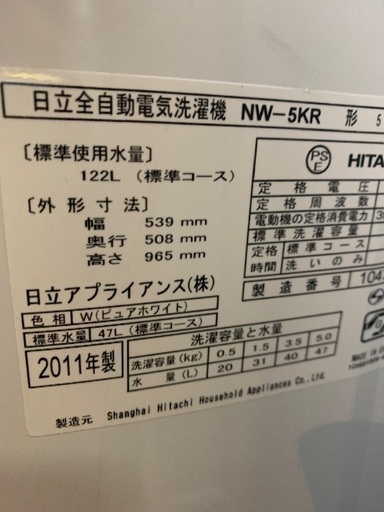 日立全自動電気洗濯機 NW-5KR 形 5
〔標準使用水量〕
122L (標準コース)
〔外形寸法〕
幅 539 mm
奥行 508 mm
高さ 965 mm
日立アプライアンス(株)
色相 W(ピュアホワイト)
標準水量 47L (標準コース)
2011年製
洗濯容量と水量
洗濯容量(kg) 0.5 1.5 3.5 5.0
水量(L) 20 31 40 47
製造元 Shanghai Hitachi Household Appliances Co., Ltd.
PS
E
HITA
定格電圧
定格周波数
電動機の定格消費電力
標準洗濯容量
定格時間 標準コース
洗いのみ
製造番号 104